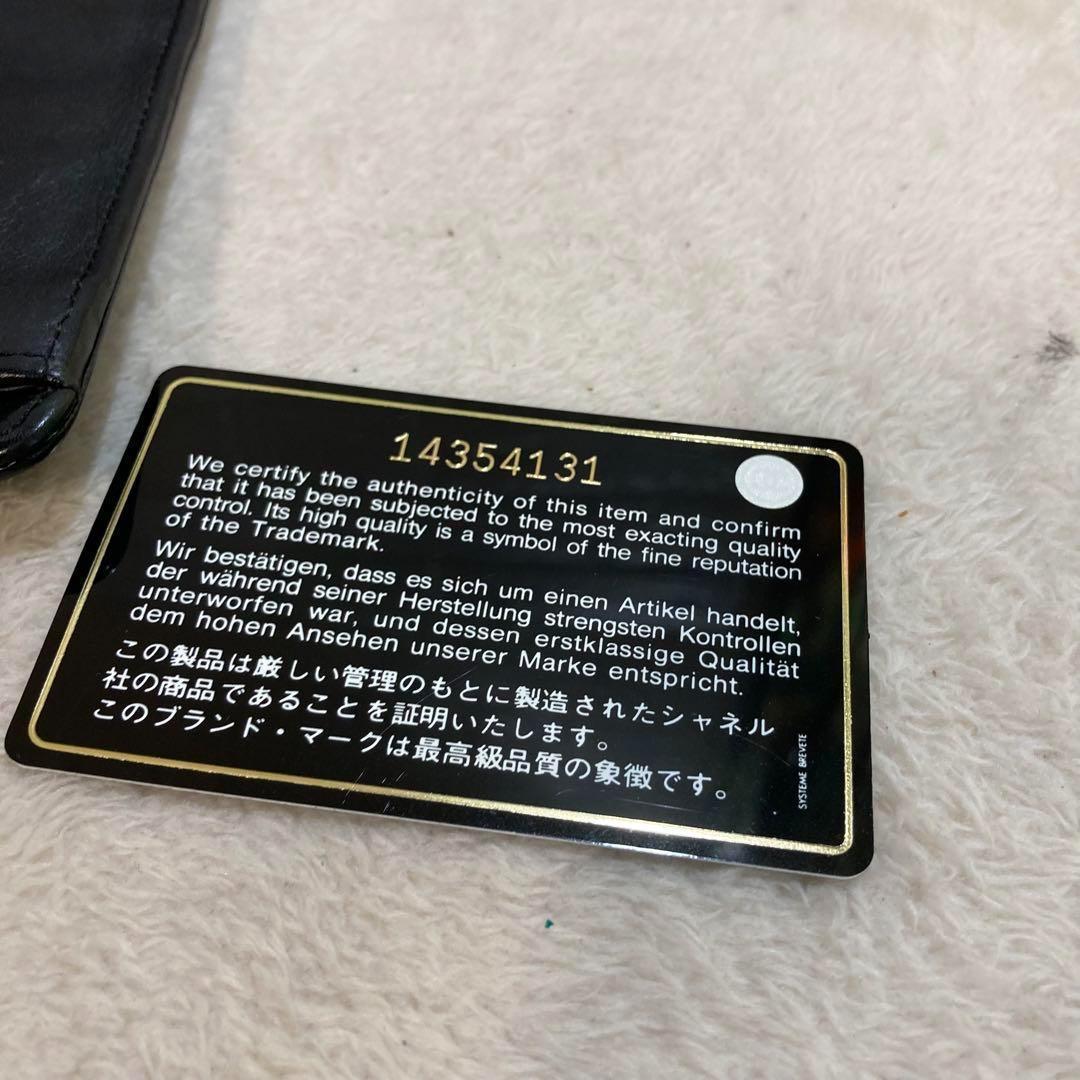 14354131
We certify the authenticity of this item and confirm
that it has been subjected to the most exacting quality
control. Its high quality is a symbol of the fine reputation
of the Trademark.
Wir bestätigen, dass es sich um einen Artikel handelt,
der während seiner Herstellung strengsten Kontrollen
unterworfen war, und dessen erstklassige Qualität
dem hohen Ansehen unserer Marke entspricht.
この製品は厳しい管理のもとに製造されたシャネル
社の商品であることを証明いたします。
このブランド・マークは最高級品質の象徴です。
SYSTEME BREVETE